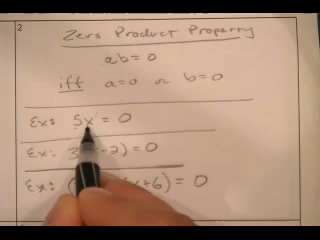 2
Zero Product Property
ab = 0
iff a=0 or b=0
Ex: 5x = 0
Ex: 3 -2) = 0
Ex: ( x+6) = 0